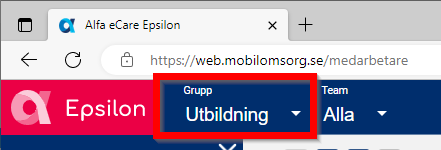 Alfa eCare Epsilon
https://web.mobilomsorg.se/medarbetare
Epsilon
Grupp
Utbildning
Team
Alla